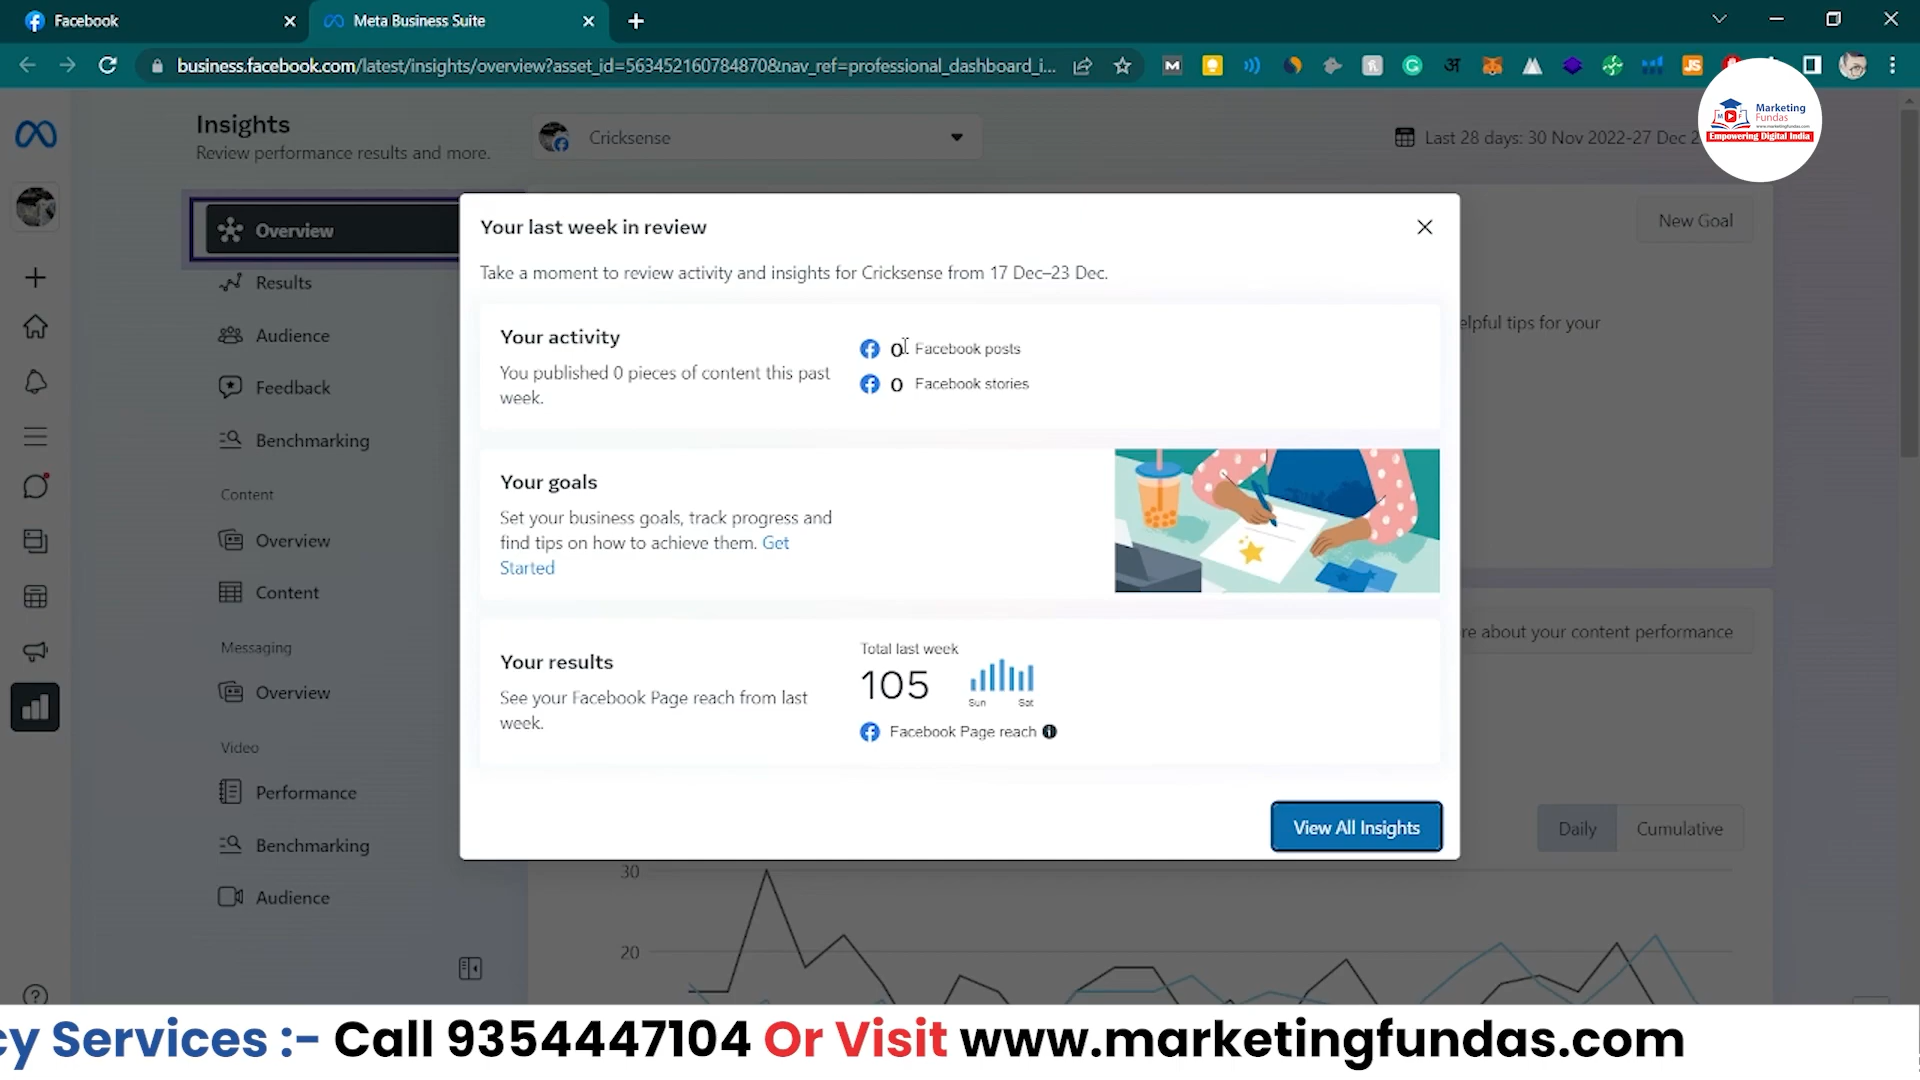 Facebook
Meta Business Suite
business.facebook.com/latest/insights/overview?asset_id=563452160784870&nav_ref=professional_dashboard_i...
Marketing
Fundas
www.marketingfundas.com
Empowering Digital India
Insights
Review performance results and more.
Cricksense
Last 28 days: 30 Nov 2022-27 Dec 2
New Goal
Overview
Results
Audience
Feedback
Benchmarking
Content
Overview
Content
Messaging
Overview
Video
Performance
Benchmarking
Audience
Your last week in review
Take a moment to review activity and insights for Cricksense from 17 Dec–23 Dec.
Your activity
You published 0 pieces of content this past
week.
0 Facebook posts
0 Facebook stories
Your goals
Set your business goals, track progress and
find tips on how to achieve them. Get
Started
Your results
See your Facebook Page reach from last
week.
Total last week
105
Sun Sat
Facebook Page reach
View All Insights
elpful tips for your
re about your content performance
Daily Cumulative
30
20
cy Services :- Call 9354447104 Or Visit www.marketingfundas.com